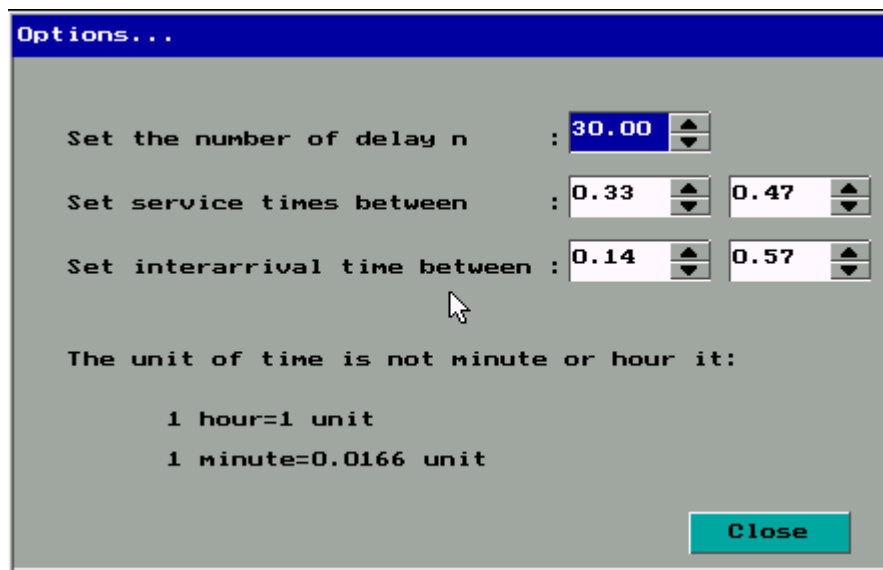 Options...
Set the number of delay n : 30.00
Set service times between : 0.33 0.47
Set interarrival time between : 0.14 0.57
The unit of time is not minute or hour it:
1 hour=1 unit
1 minute=0.0166 unit
Close